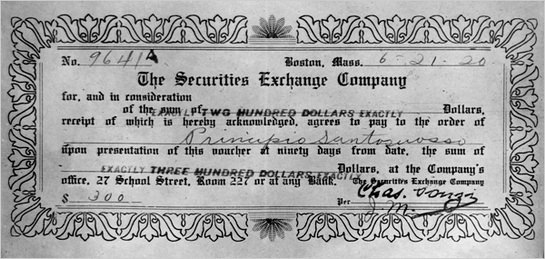 No. 9641A Boston, Mass. 6-21-20
The Securities Exchange Company
for, and in consideration
of the sum of EXACTLY TWO HUNDRED DOLLARS EXACTLY Dollars,
receipt of which is hereby acknowledged, agrees to pay to the order of
Principio Santosuosso
upon presentation of this voucher at ninety days from date, the sum of
EXACTLY THREE HUNDRED DOLLARS EXACTLY Dollars, at the Company's
office, 27 School Street, Room 227 or at any Bank. The Securities Exchange Company
$ 300 Per Chas. Ponzi